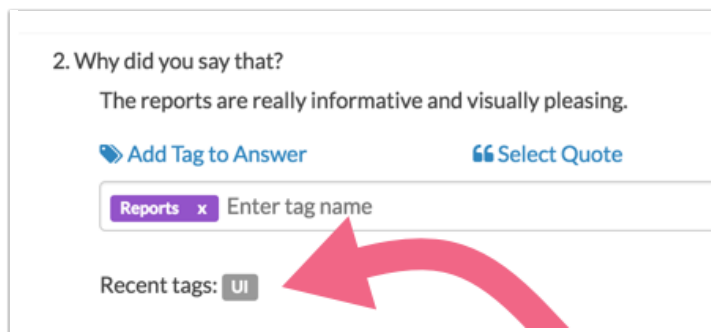 2. Why did you say that?
The reports are really informative and visually pleasing.
Add Tag to Answer
Select Quote
Reports x Enter tag name
Recent tags: UI